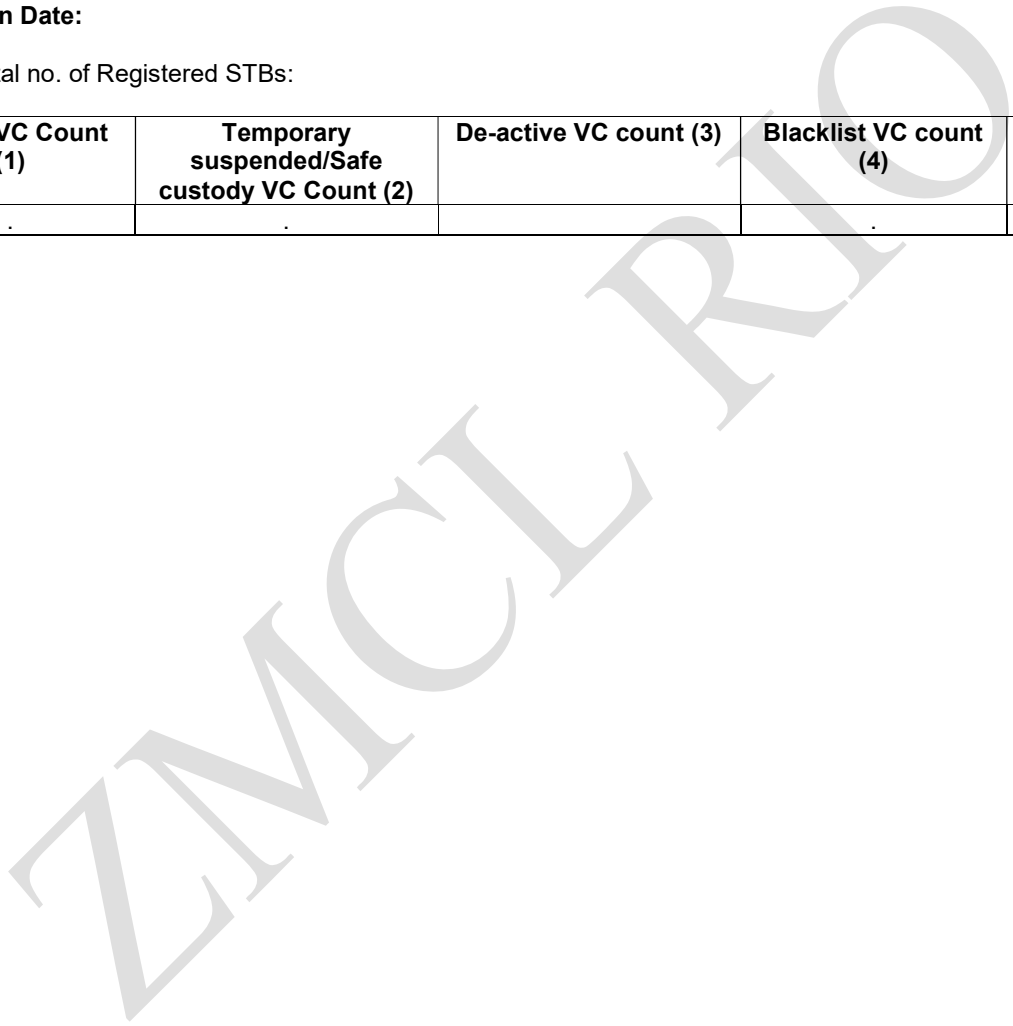 n Date:
tal no. of Registered STBs:
VC Count (1) Temporary suspended/Safe custody VC Count (2) De-active VC count (3) Blacklist VC count (4)
. . .
ZMCL RIO